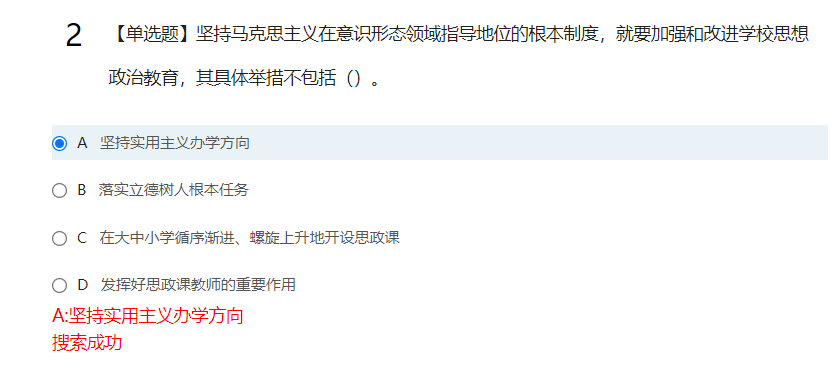 2 【单选题】坚持马克思主义在意识形态领域指导地位的根本制度，就要加强和改进学校思想
政治教育，其具体举措不包括（）。
A 坚持实用主义办学方向
B 落实立德树人根本任务
C 在大中小学循序渐进、螺旋上升地开设思政课
D 发挥好思政课教师的重要作用
A:坚持实用主义办学方向
搜索成功